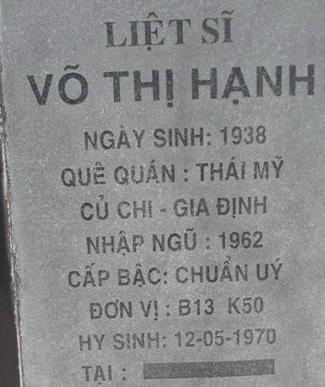 LIỆT SĨ
VÕ THỊ HẠNH
NGÀY SINH: 1938
QUÊ QUÁN : THÁI MỸ
CỦ CHI - GIA ĐỊNH
NHẬP NGŨ : 1962
CẤP BẬC: CHUẨN UÝ
ĐƠN VỊ : B13 K50
HY SINH: 12-05-1970
TẠI :